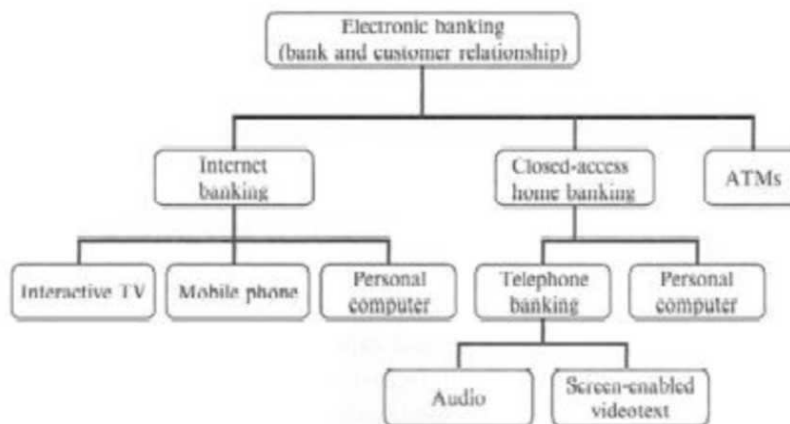 Electronic banking
(bank and customer relationship)
Internet
banking
Closed-access
home banking
ATMs
Interactive TV
Mobile phone
Personal
computer
Telephone
banking
Personal
computer
Audio
Screen-enabled
videotext